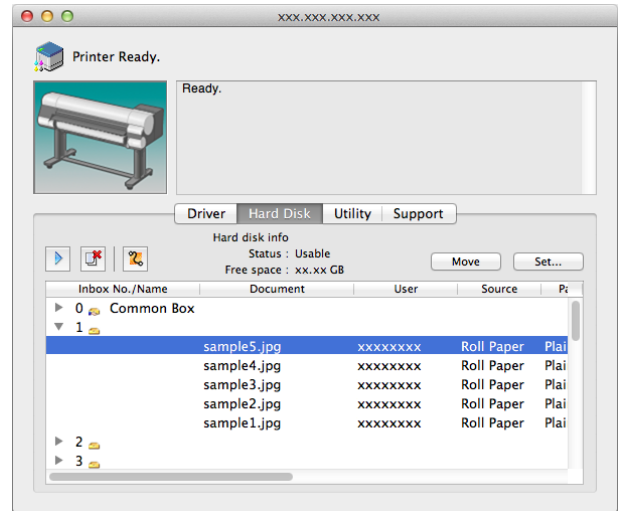 xxx.xxx.xxx.xxx
Printer Ready.
Ready.
Driver Hard Disk Utility Support
Hard disk info
Status : Usable
Free space : xx.xx GB
Move Set...
Inbox No./Name Document User Source Pa
0 Common Box
1
sample5.jpg xxxxxxxx Roll Paper Plai
sample4.jpg xxxxxxxx Roll Paper Plai
sample3.jpg xxxxxxxx Roll Paper Plai
sample2.jpg xxxxxxxx Roll Paper Plai
sample1.jpg xxxxxxxx Roll Paper Plai
2
3